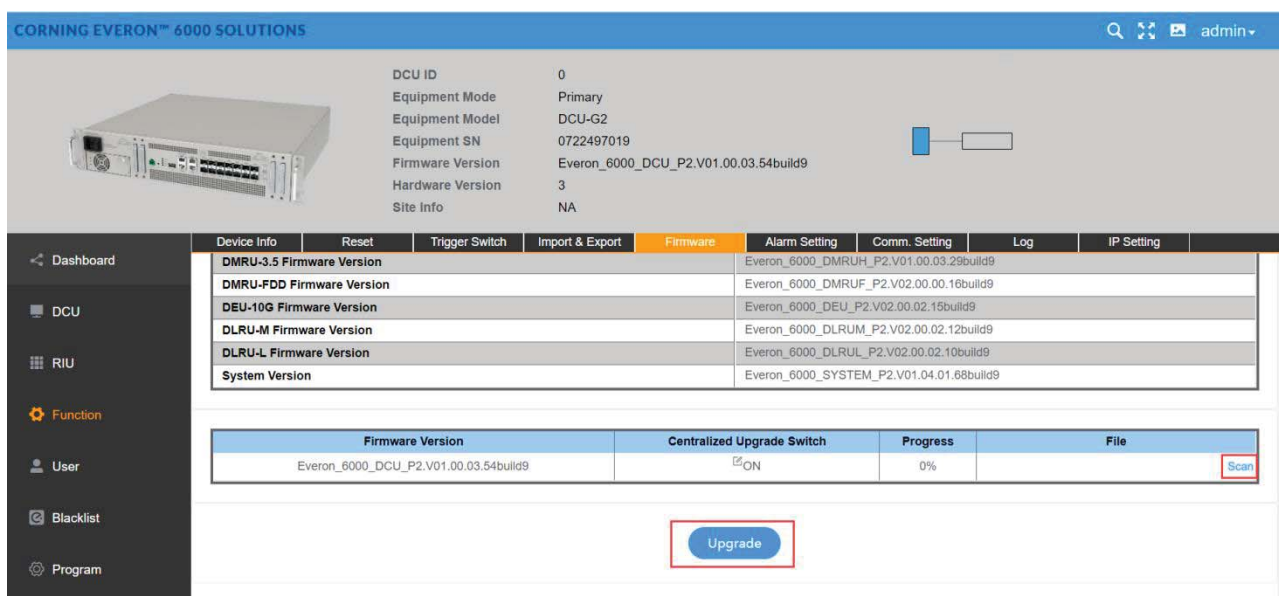 CORNING EVERON™ 6000 SOLUTIONS
admin
DCU ID 0
Equipment Mode Primary
Equipment Model DCU-G2
Equipment SN 0722497019
Firmware Version Everon_6000_DCU_P2.V01.00.03.54build9
Hardware Version 3
Site Info NA
Device Info Reset Trigger Switch Import & Export Firmware Alarm Setting Comm. Setting Log IP Setting
Dashboard
DCU
RIU
Function
User
Blacklist
Program
DMRU-3.5 Firmware Version Everon_6000_DMRUH_P2.V01.00.03.29build9
DMRU-FDD Firmware Version Everon_6000_DMRUF_P2.V02.00.00.16build9
DEU-10G Firmware Version Everon_6000_DEU_P2.V02.00.02.15build9
DLRU-M Firmware Version Everon_6000_DLRUM_P2.V02.00.02.12build9
DLRU-L Firmware Version Everon_6000_DLRUL_P2.V02.00.02.10build9
System Version Everon_6000_SYSTEM_P2.V01.04.01.68build9
Firmware Version Centralized Upgrade Switch Progress File
Everon_6000_DCU_P2.V01.00.03.54build9 ON 0% Scan
Upgrade